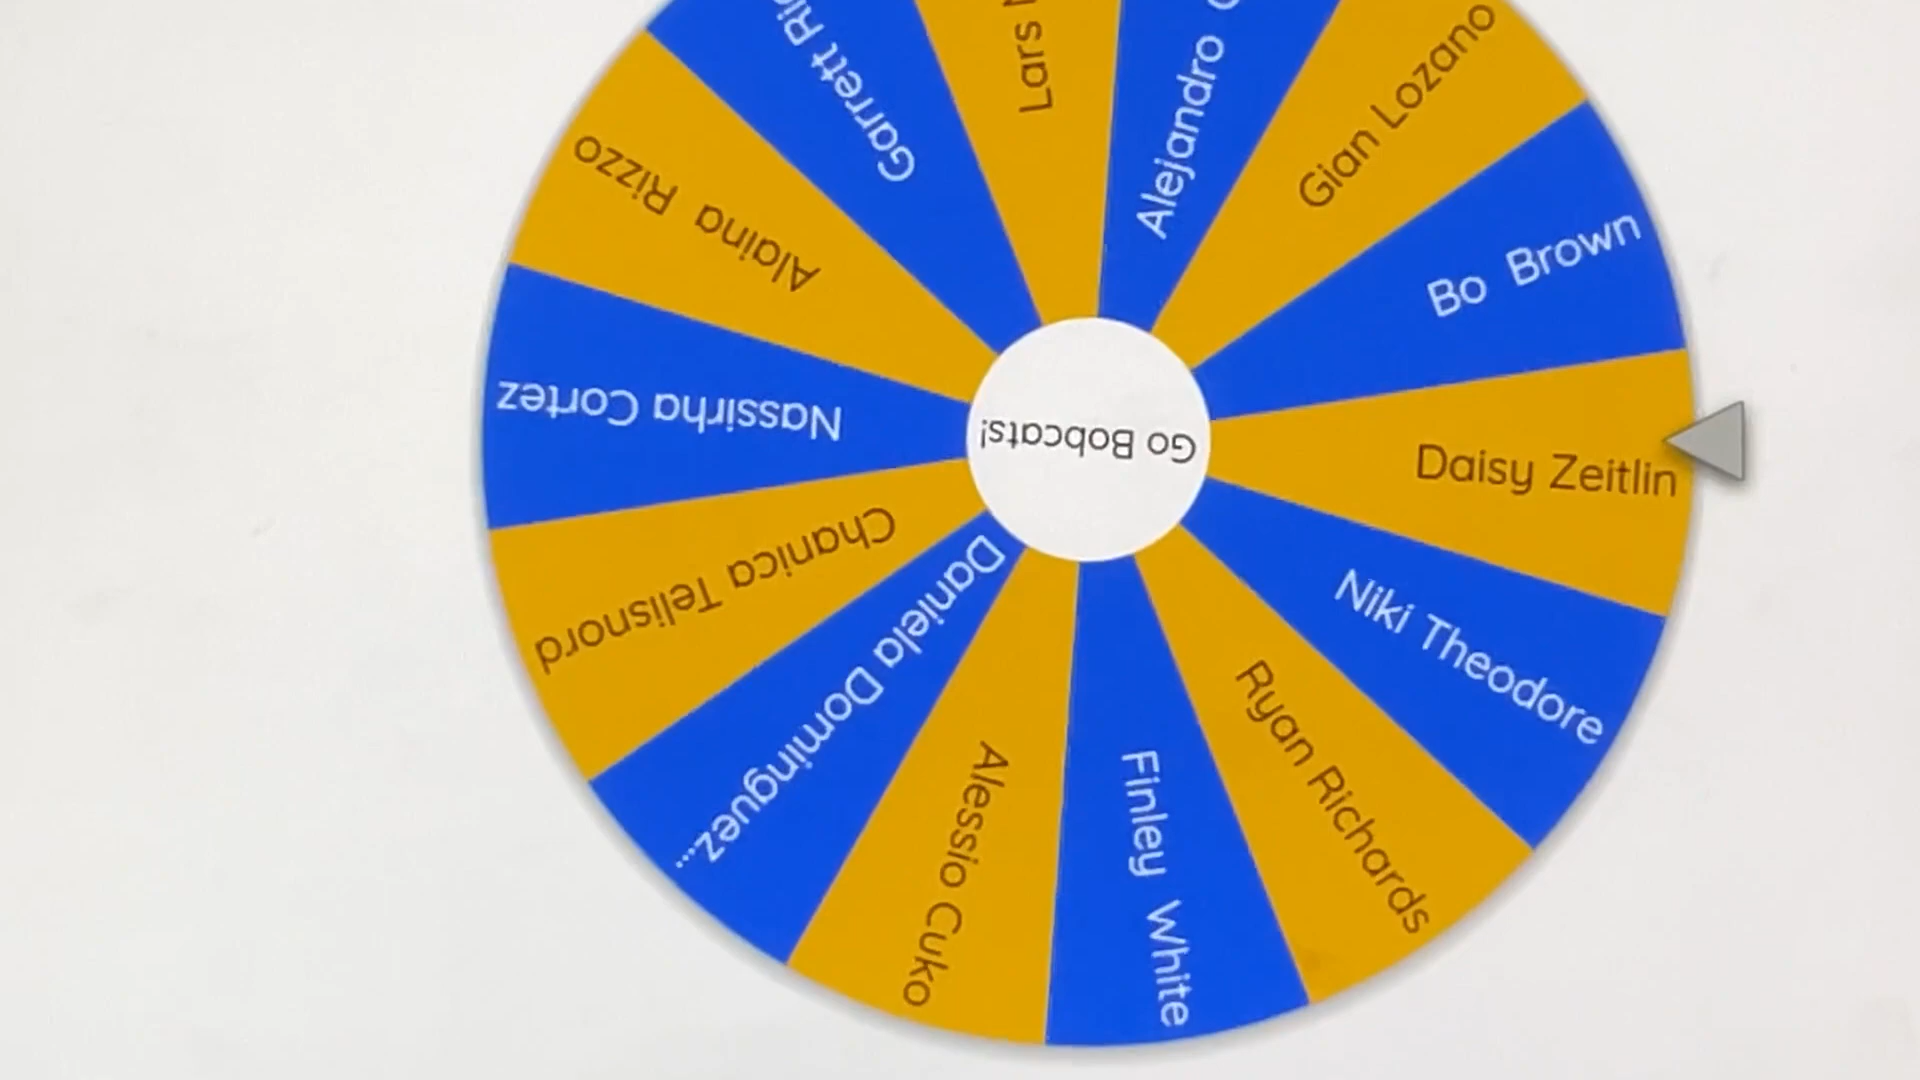 Garrett
Lars
Alejandro
Gian Lozano
Bo Brown
Daisy Zeitlin
Niki Theodore
Ryan Richards
Finley White
Alessio Cuko
Daniela Dominguez...
Chanica Telisnord
Nassirha Cortez
Alaina Rizzo
Go Bobcats!